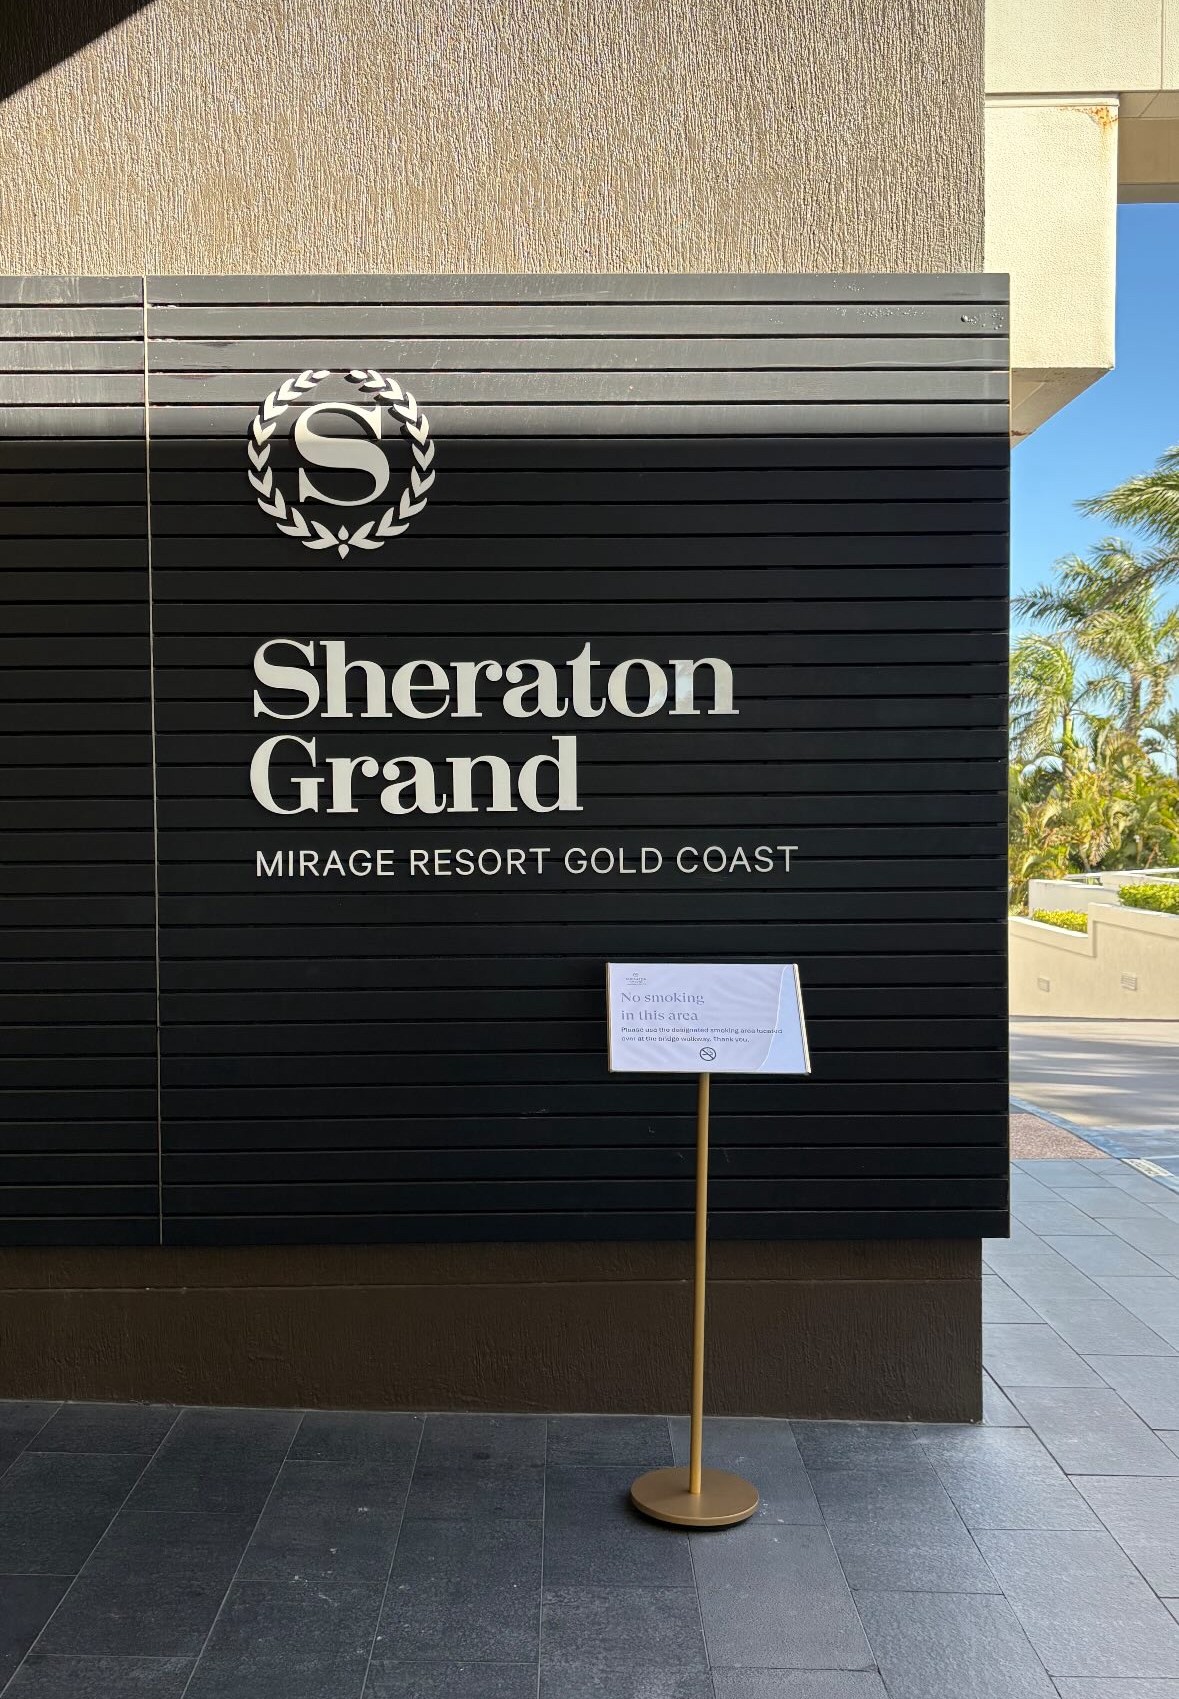 S
Sheraton
Grand
MIRAGE RESORT GOLD COAST
No smoking
in this area
Please use the designated smoking area located
over at the bridge walkway. Thank you.